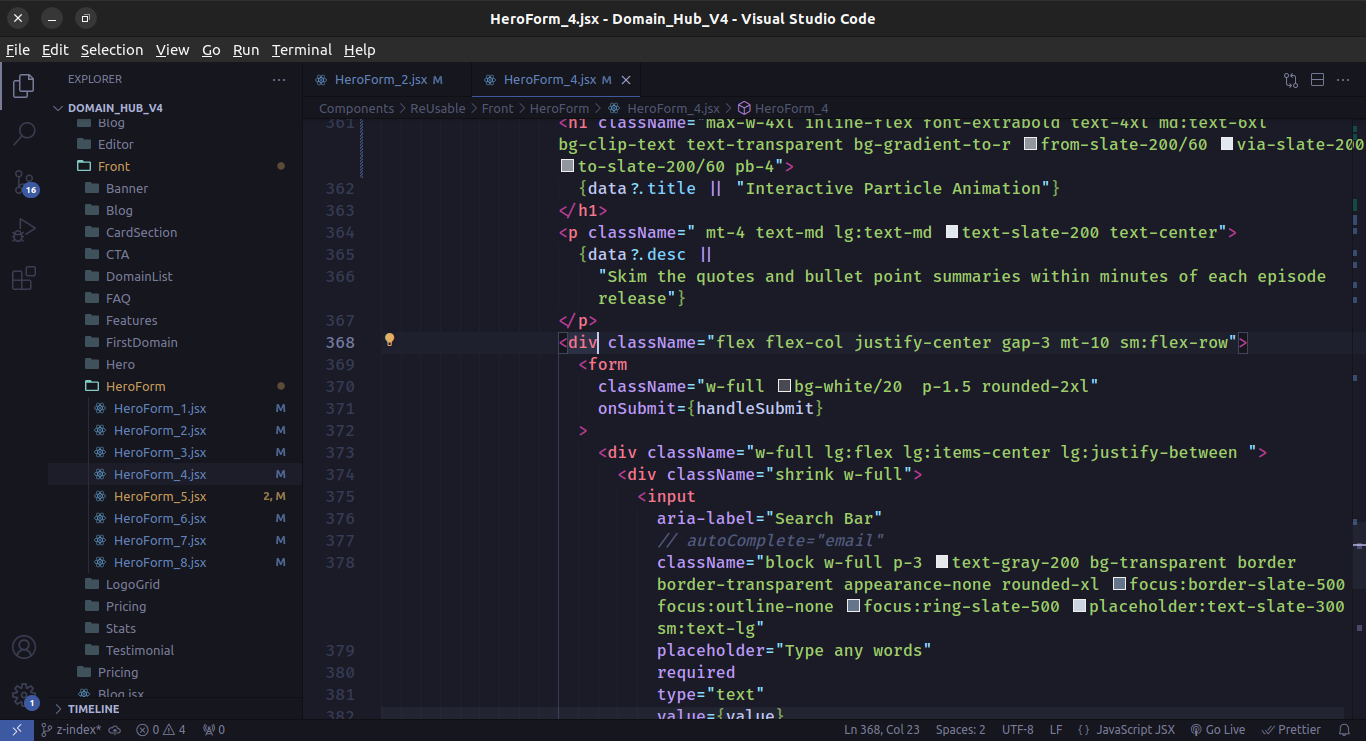 HeroForm_4.jsx - Domain_Hub_V4 - Visual Studio Code
File Edit Selection View Go Run Terminal Help
EXPLORER
DOMAIN_HUB_V4
Blog
Editor
Front
Banner
Blog
CardSection
CTA
DomainList
FAQ
Features
FirstDomain
Hero
HeroForm
HeroForm_1.jsx M
HeroForm_2.jsx M
HeroForm_3.jsx M
HeroForm_4.jsx M
HeroForm_5.jsx 2, M
HeroForm_6.jsx M
HeroForm_7.jsx M
HeroForm_8.jsx M
LogoGrid
Pricing
Stats
Testimonial
Pricing
Blog.jsx
TIMELINE
16
1
HeroForm_2.jsx M HeroForm_4.jsx M
Components > ReUsable > Front > HeroForm > HeroForm_4.jsx > HeroForm_4
361 <h1 className="max-w-4xl inline-flex font-extrabold text-4xl md:text-6xl
bg-clip-text text-transparent bg-gradient-to-r from-slate-200/60 via-slate-200
to-slate-200/60 pb-4">
362 {data?.title || "Interactive Particle Animation"}
363 </h1>
364 <p className=" mt-4 text-md lg:text-md text-slate-200 text-center">
365 {data?.desc ||
366 "Skim the quotes and bullet point summaries within minutes of each episode
release"}
367 </p>
368 <div className="flex flex-col justify-center gap-3 mt-10 sm:flex-row">
369 <form
370 className="w-full bg-white/20  p-1.5 rounded-2xl"
371 onSubmit={handleSubmit}
372 >
373 <div className="w-full lg:flex lg:items-center lg:justify-between ">
374 <div className="shrink w-full">
375 <input
376 aria-label="Search Bar"
377 // autoComplete="email"
378 className="block w-full p-3 text-gray-200 bg-transparent border
border-transparent appearance-none rounded-xl focus:border-slate-500
focus:outline-none focus:ring-slate-500 placeholder:text-slate-300
sm:text-lg"
379 placeholder="Type any words"
380 required
381 type="text"
382 value={value}
z-index* 0 4 0 Ln 368, Col 23 Spaces: 2 UTF-8 LF {} JavaScript JSX Go Live Prettier